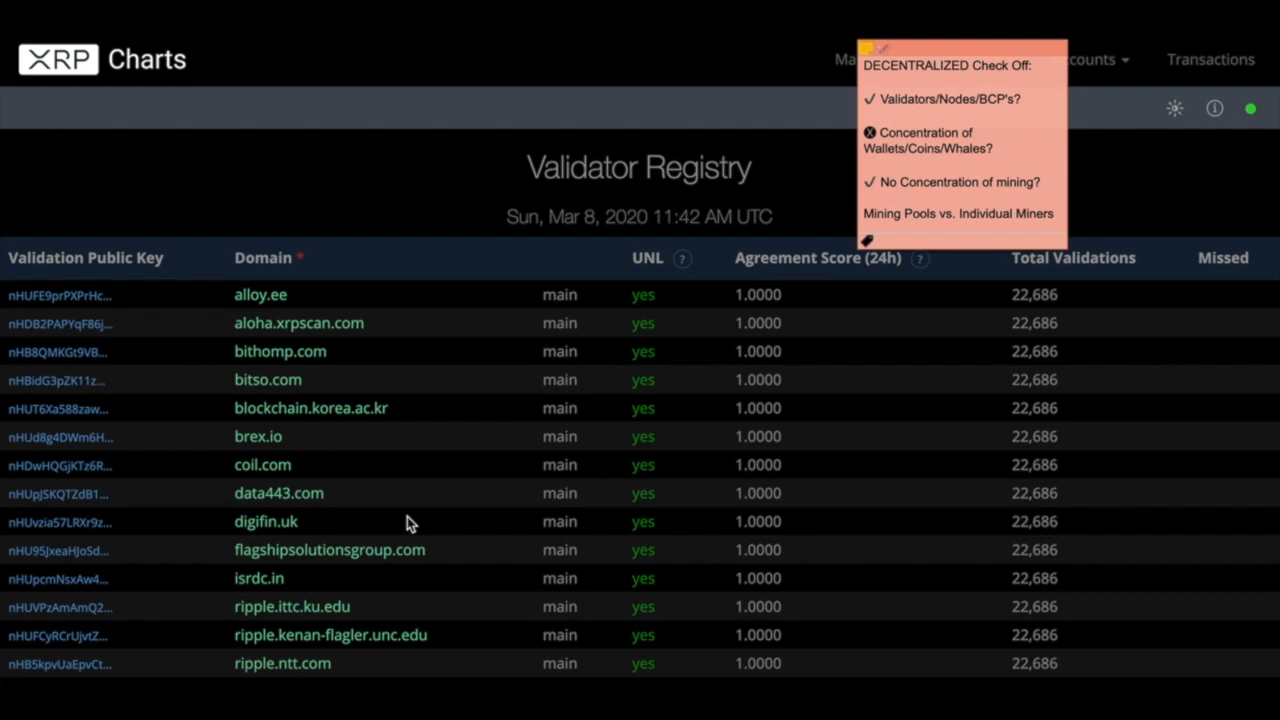 XRP Charts
Ma
counts
Transactions
DECENTRALIZED Check Off:
✓ Validators/Nodes/BCP's?
X Concentration of
Wallets/Coins/Whales?
✓ No Concentration of mining?
Mining Pools vs. Individual Miners
Validator Registry
Sun, Mar 8, 2020 11:42 AM UTC
Validation Public Key Domain * UNL ? Agreement Score (24h) ? Total Validations Missed
nHUFE9prPXPrHc... alloy.ee main yes 1.0000 22,686
nHDB2PAPYqF86j... aloha.xrpscan.com main yes 1.0000 22,686
nHB8QMKGt9VB... bithomp.com main yes 1.0000 22,686
nHBidG3pZK11z... bitso.com main yes 1.0000 22,686
nHUT6Xa588zaw... blockchain.korea.ac.kr main yes 1.0000 22,686
nHUd8g4DWm6H... brex.io main yes 1.0000 22,686
nHDwHQGjKTz6R... coil.com main yes 1.0000 22,686
nHUpJSKQTZdB1... data443.com main yes 1.0000 22,686
nHUvzia57LRXr9z... digifin.uk main yes 1.0000 22,686
nHU95JxeaHJoSd... flagshipsolutionsgroup.com main yes 1.0000 22,686
nHUpcmNsxAw4... isrdc.in main yes 1.0000 22,686
nHUVPzAmAmQ2... ripple.ittc.ku.edu main yes 1.0000 22,686
nHUFCyRCrUjvtZ... ripple.kenan-flagler.unc.edu main yes 1.0000 22,686
nHB5kpvUaEpvCt... ripple.ntt.com main yes 1.0000 22,686